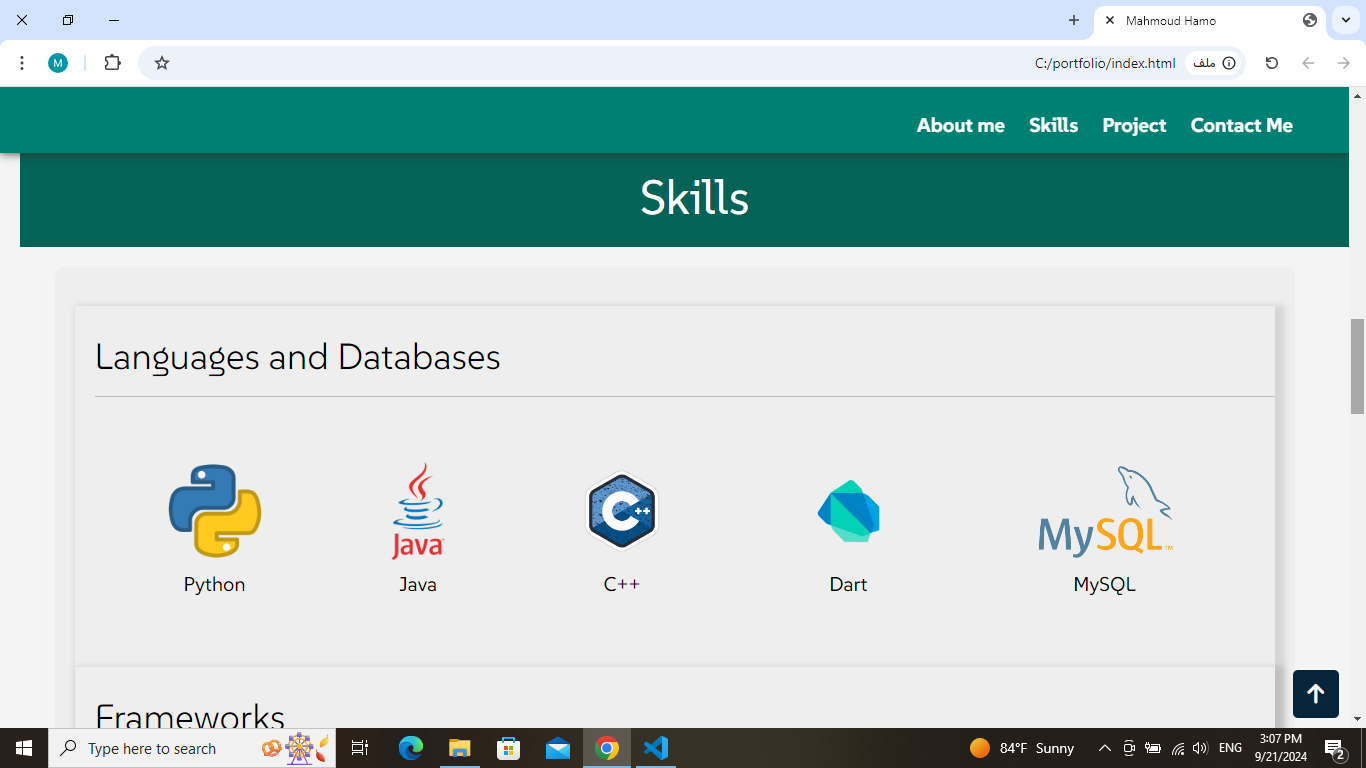 Mahmoud Hamo
M
C:/portfolio/index.html
ملف
About me Skills Project Contact Me
Skills
Languages and Databases
Java
C++
MySQL™
Python Java C++ Dart MySQL
Frameworks
Type here to search
84°F Sunny
ENG
3:07 PM
9/21/2024
2